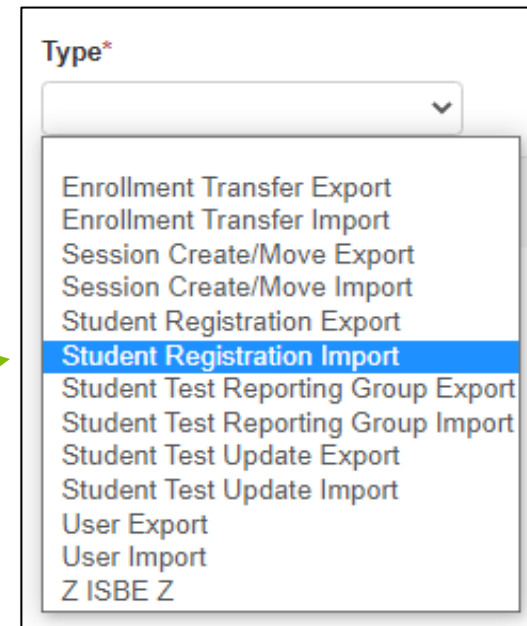 Type*
Enrollment Transfer Export
Enrollment Transfer Import
Session Create/Move Export
Session Create/Move Import
Student Registration Export
Student Registration Import
Student Test Reporting Group Export
Student Test Reporting Group Import
Student Test Update Export
Student Test Update Import
User Export
User Import
Z ISBE Z